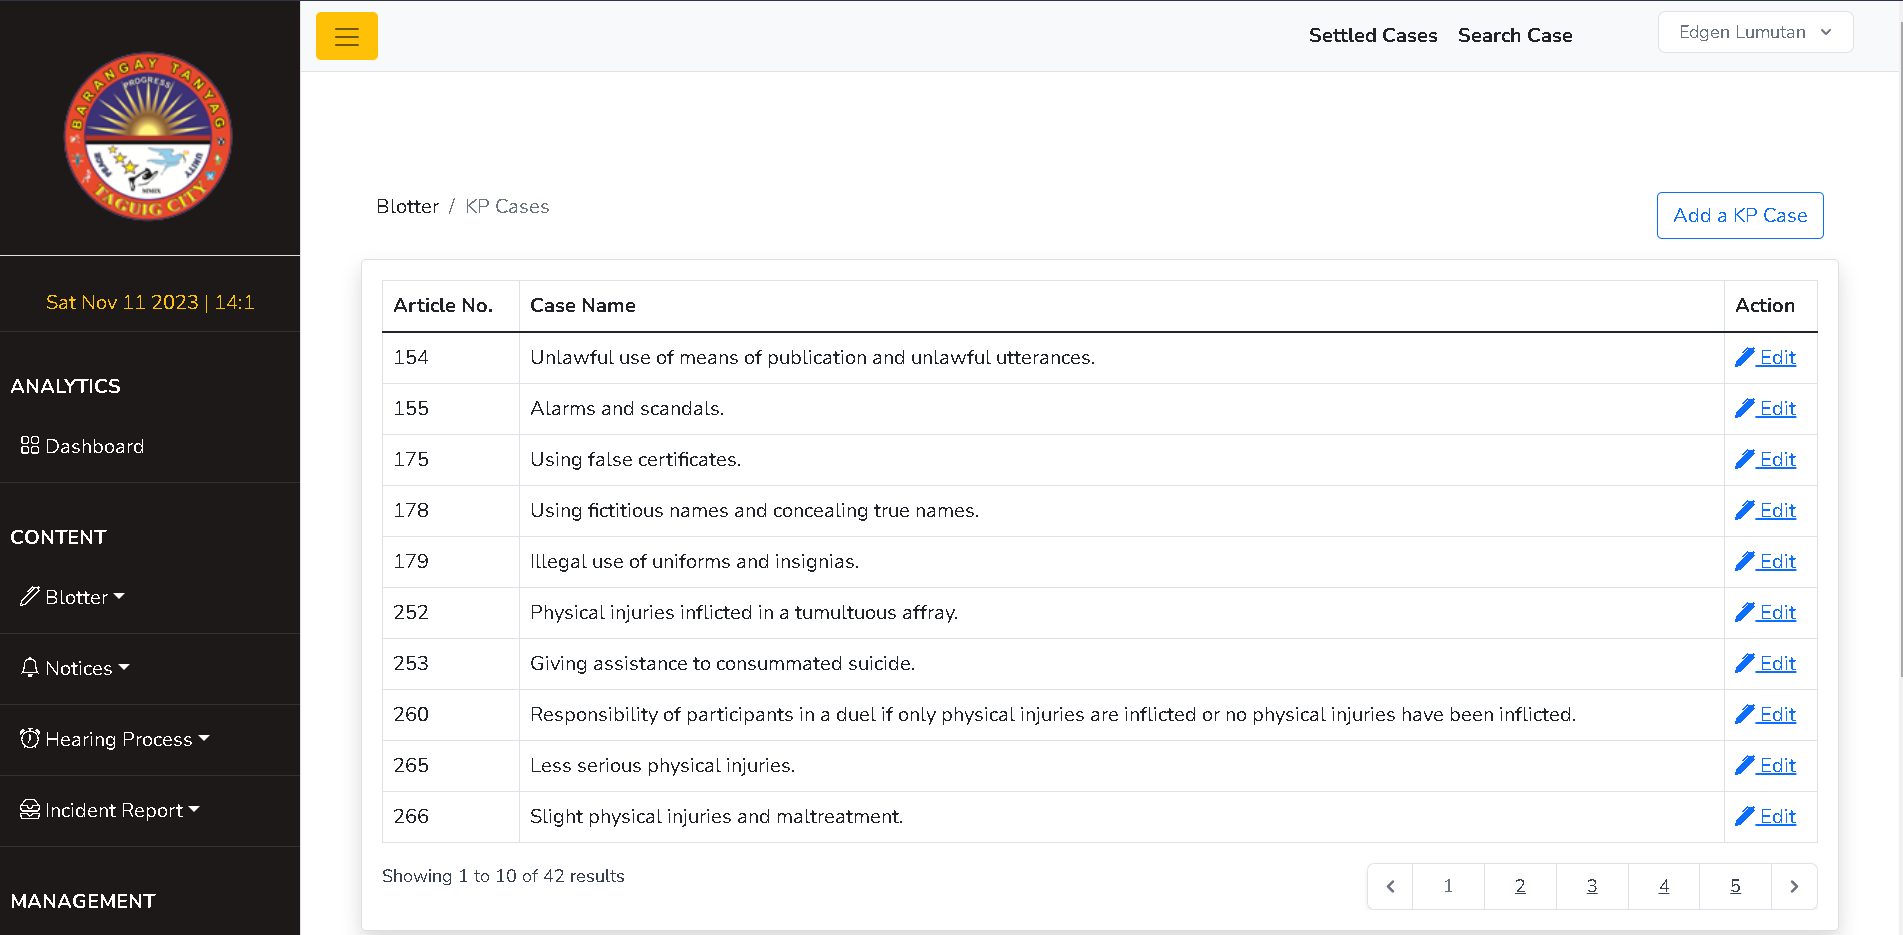 BARANGAY TANYAG
PROGRESS
PEACE
UNITY
MMIX
TAGUIG CITY
Sat Nov 11 2023 | 14:1
ANALYTICS
Dashboard
CONTENT
Blotter
Notices
Hearing Process
Incident Report
MANAGEMENT
Settled Cases Search Case Edgen Lumutan
Blotter / KP Cases
Add a KP Case
Article No. Case Name Action
154 Unlawful use of means of publication and unlawful utterances. Edit
155 Alarms and scandals. Edit
175 Using false certificates. Edit
178 Using fictitious names and concealing true names. Edit
179 Illegal use of uniforms and insignias. Edit
252 Physical injuries inflicted in a tumultuous affray. Edit
253 Giving assistance to consummated suicide. Edit
260 Responsibility of participants in a duel if only physical injuries are inflicted or no physical injuries have been inflicted. Edit
265 Less serious physical injuries. Edit
266 Slight physical injuries and maltreatment. Edit
Showing 1 to 10 of 42 results
1 2 3 4 5